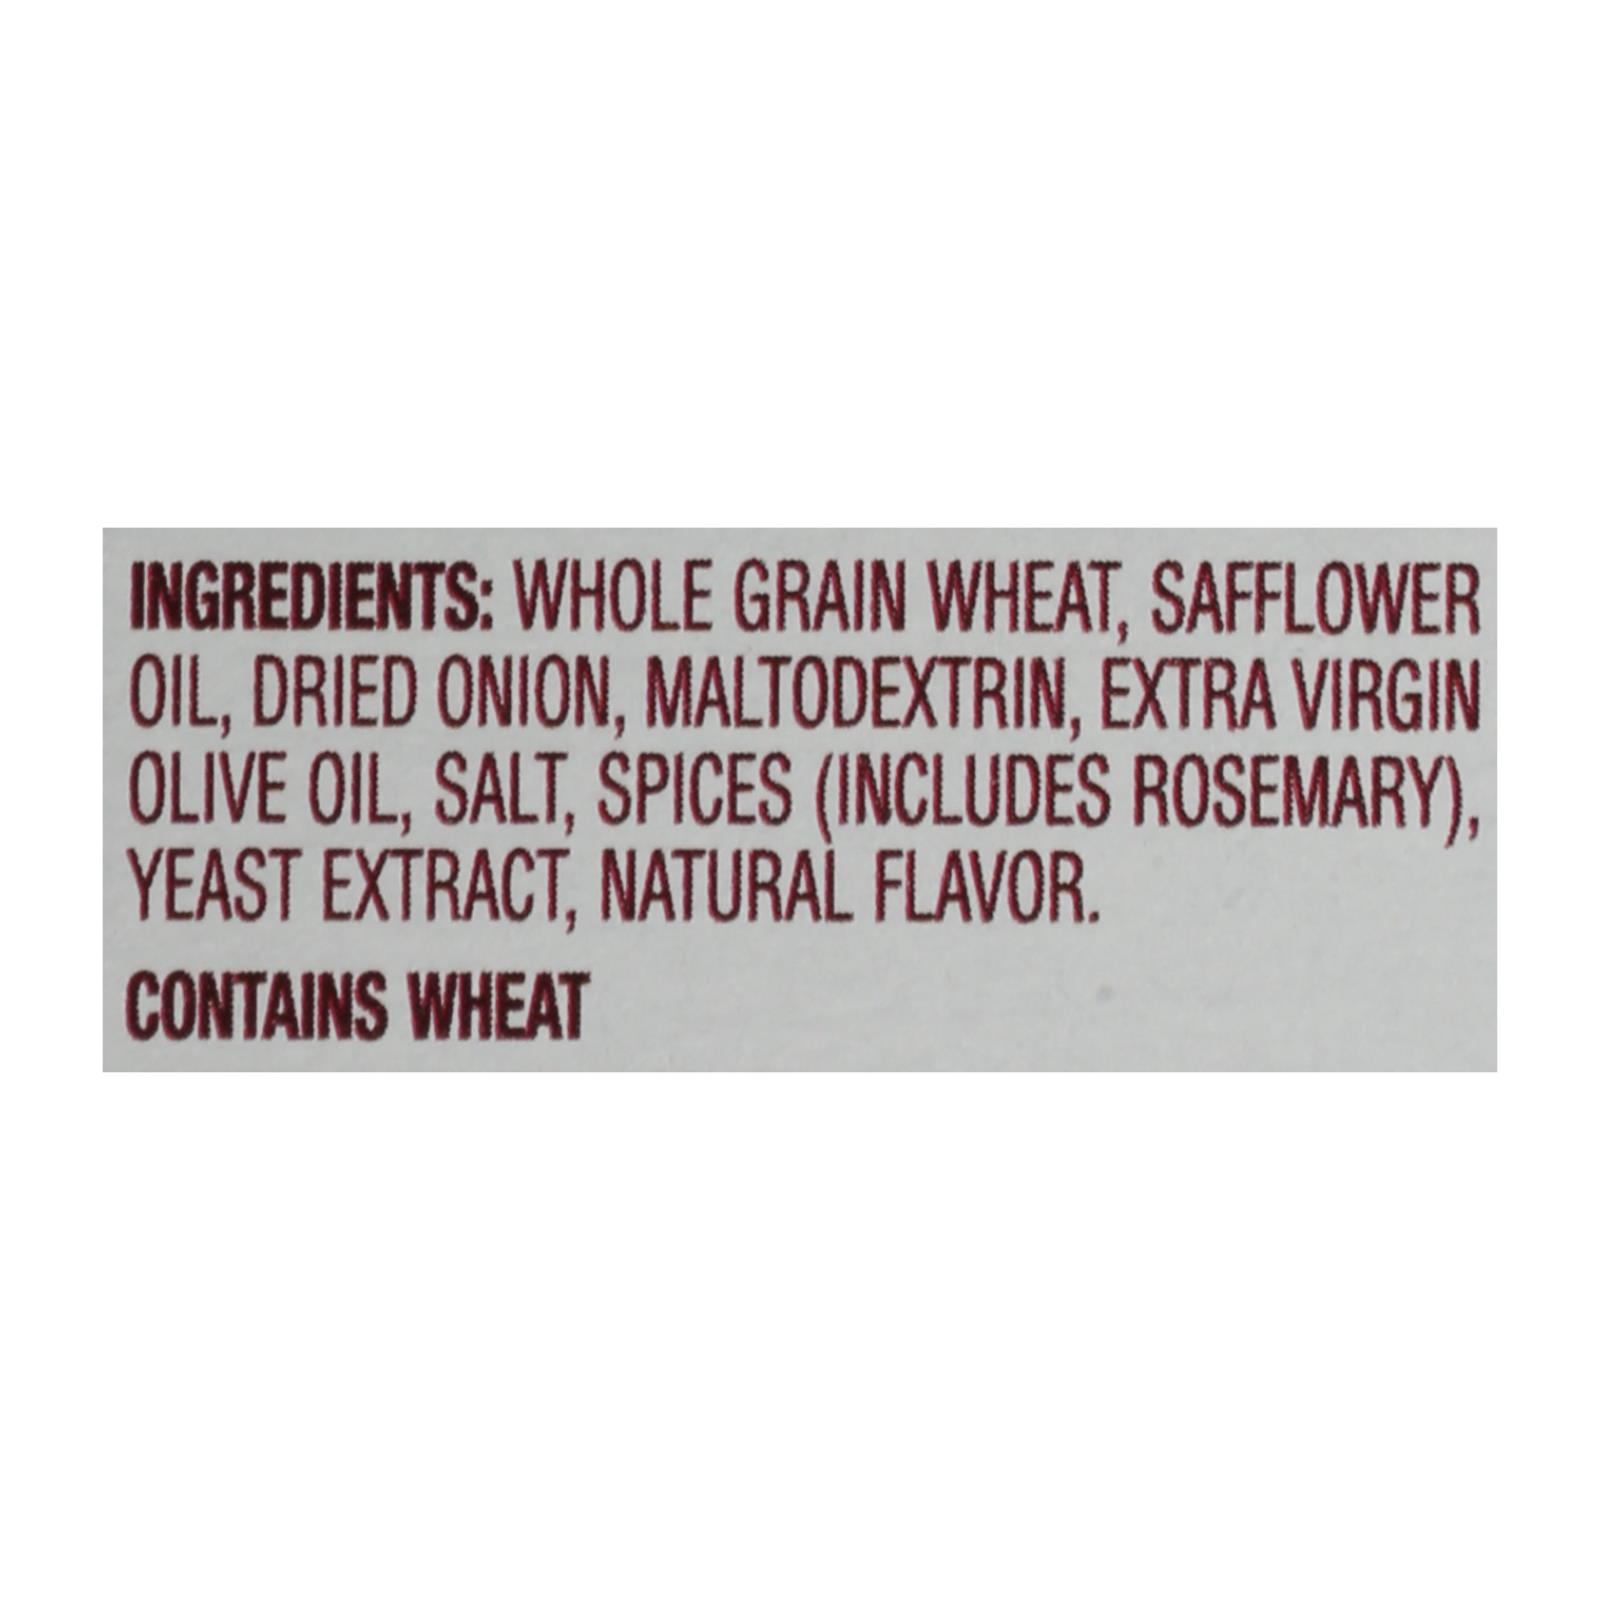 INGREDIENTS: WHOLE GRAIN WHEAT, SAFFLOWER
OIL, DRIED ONION, MALTODEXTRIN, EXTRA VIRGIN
OLIVE OIL, SALT, SPICES (INCLUDES ROSEMARY),
YEAST EXTRACT, NATURAL FLAVOR.
CONTAINS WHEAT